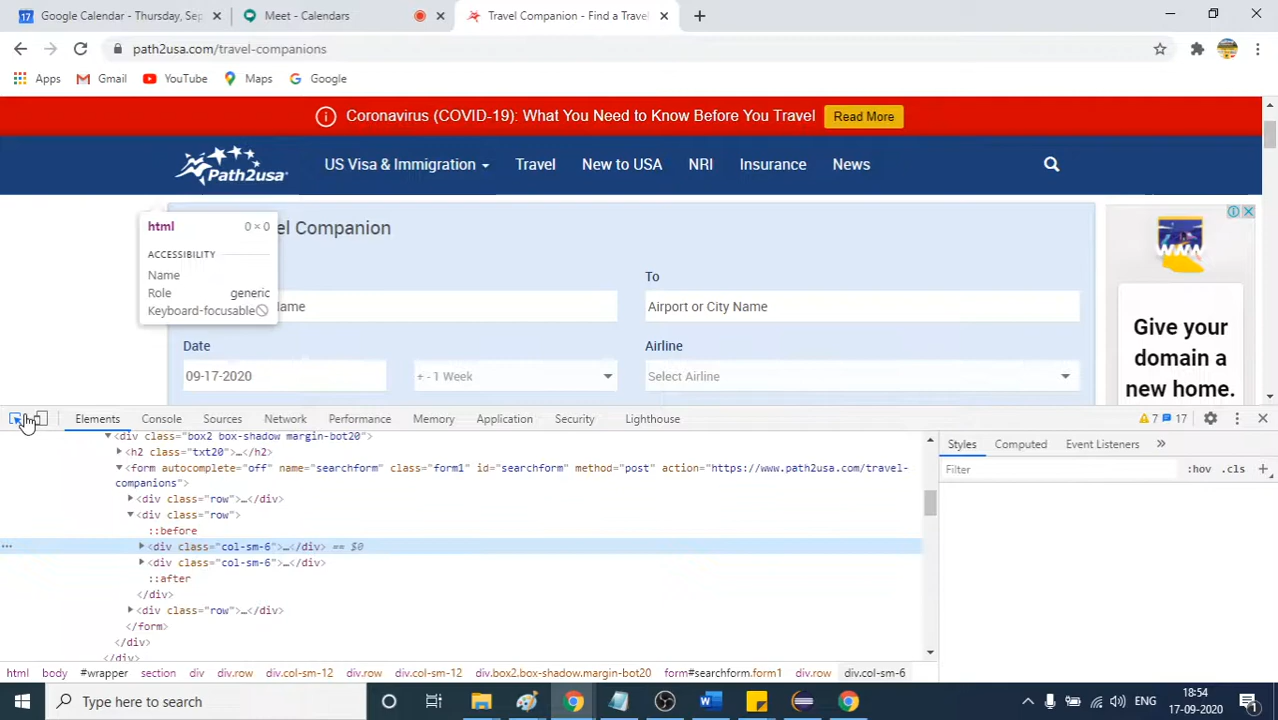 Google Calendar - Thursday, Sep
Meet - Calendars
Travel Companion - Find a Travel
path2usa.com/travel-companions
Apps
Gmail
YouTube
Maps
Google
Coronavirus (COVID-19): What You Need to Know Before You Travel
Read More
Path2usa
US Visa & Immigration
Travel
New to USA
NRI
Insurance
News
html 0 × 0
ACCESSIBILITY
Name
Role generic
Keyboard-focusable
el Companion
To
ame
Airport or City Name
Date
Airline
09-17-2020
+ - 1 Week
Select Airline
www
Give your
domain a
new home.
Elements
Console
Sources
Network
Performance
Memory
Application
Security
Lighthouse
7
17
<div class="box2 box-shadow margin-bot20">
<h2 class="txt20">…</h2>
<form autocomplete="off" name="searchform" class="form1" id="searchform" method="post" action="https://www.path2usa.com/travel-
companions">
<div class="row">…</div>
<div class="row">
::before
<div class="col-sm-6">…</div> == $0
<div class="col-sm-6">…</div>
::after
</div>
<div class="row">…</div>
</form>
</div>
</div>
Styles
Computed
Event Listeners
Filter
:hov .cls
html
body
#wrapper
section
div
div.row
div.col-sm-12
div.row
div.col-sm-12
div.box2.box-shadow.margin-bot20
form#searchform.form1
div.row
div.col-sm-6
Type here to search
ENG
18:54
17-09-2020
1